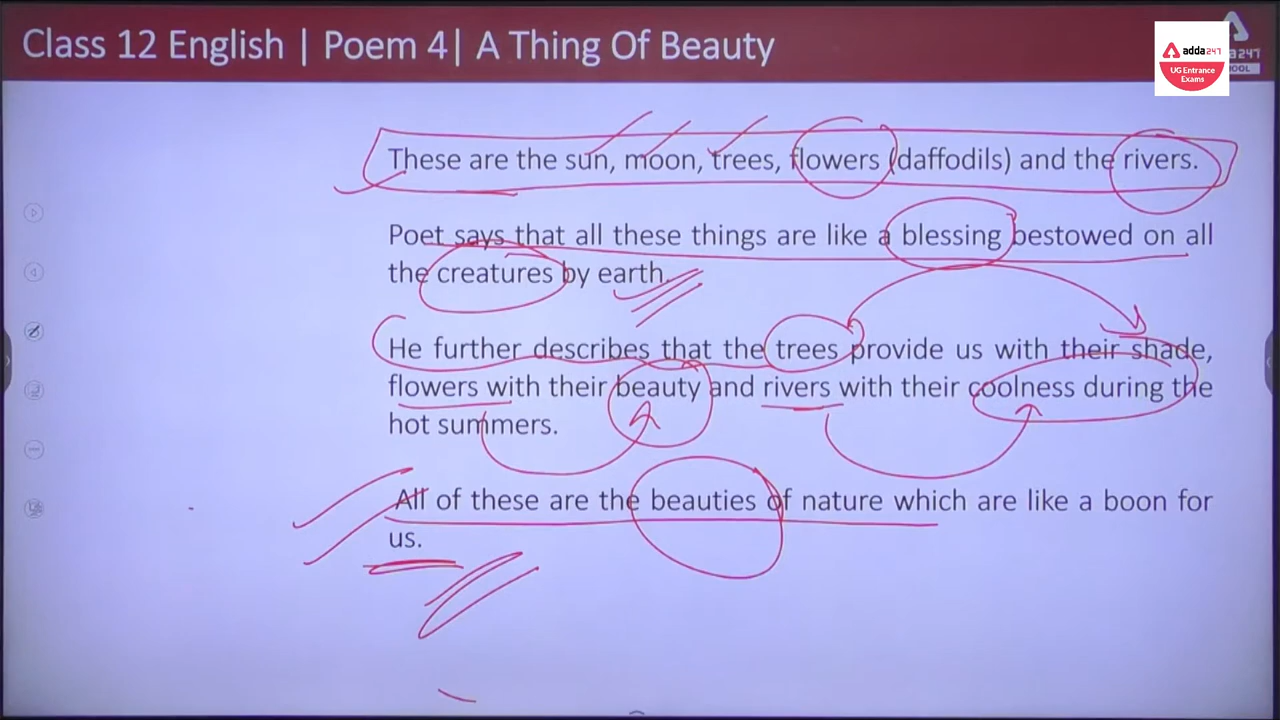 Class 12 English | Poem 4| A Thing Of Beauty
adda247
UG Entrance
Exams
These are the sun, moon, trees, flowers (daffodils) and the rivers.
Poet says that all these things are like a blessing bestowed on all
the creatures by earth.
He further describes that the trees provide us with their shade,
flowers with their beauty and rivers with their coolness during the
hot summers.
All of these are the beauties of nature which are like a boon for
us.